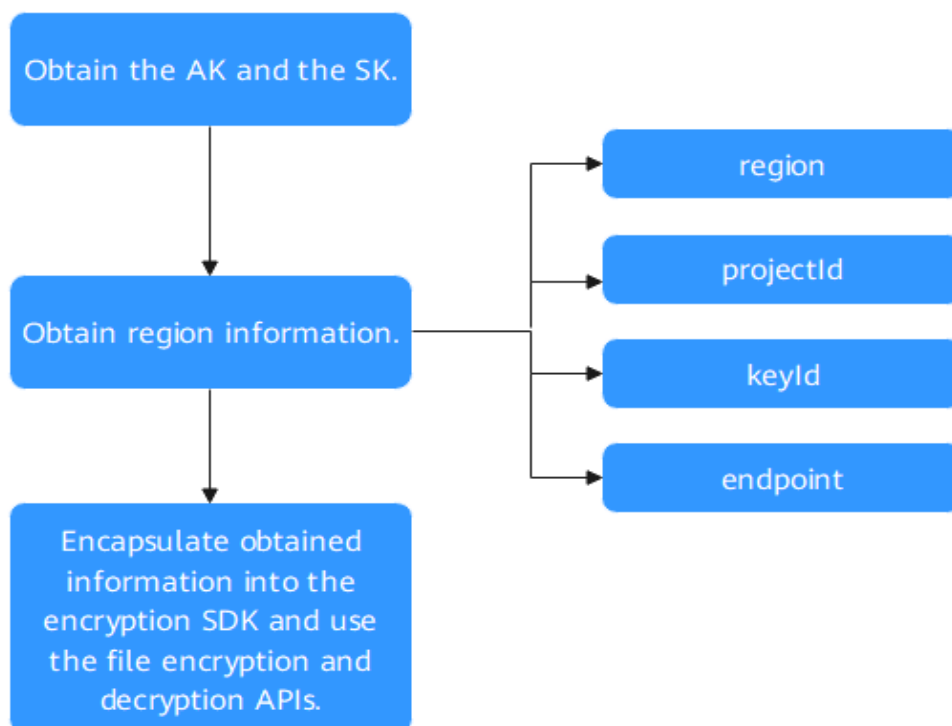 Obtain the AK and the SK.
region
projectId
Obtain region information.
keyId
endpoint
Encapsulate obtained
information into the
encryption SDK and use
the file encryption and
decryption APIs.